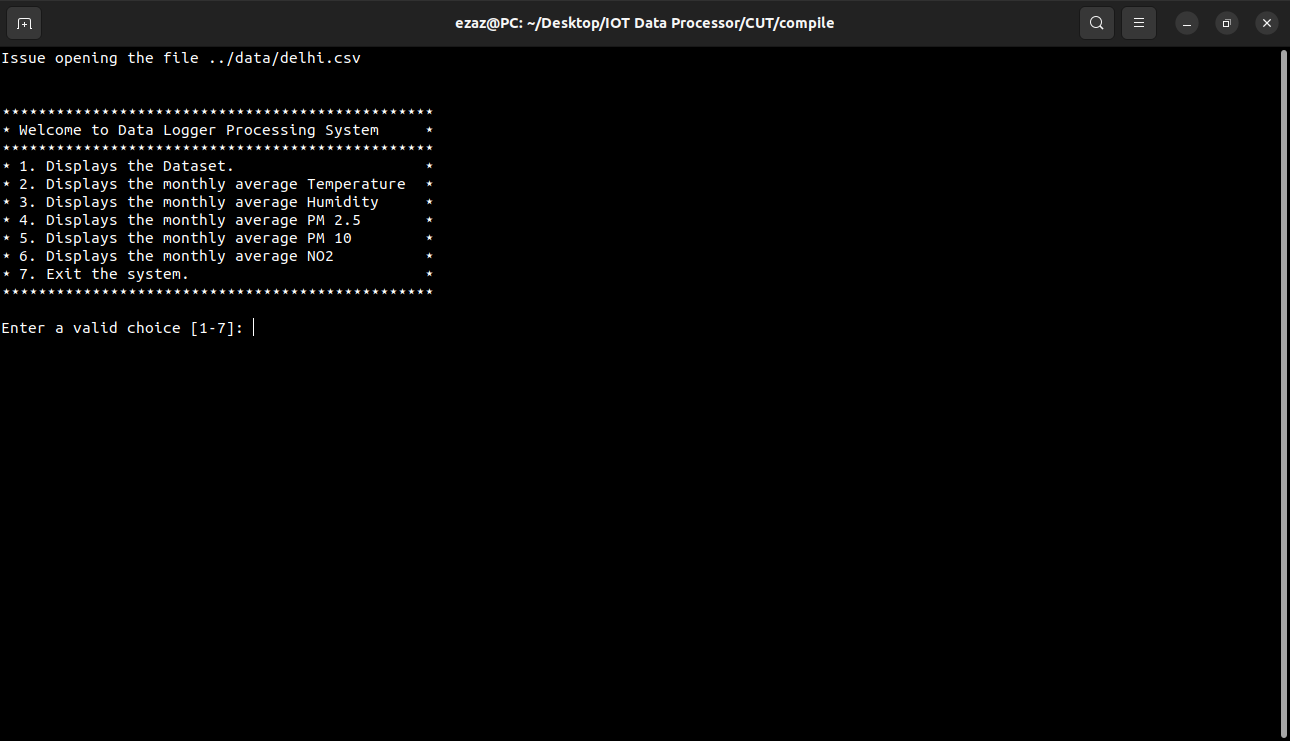 ezaz@PC: ~/Desktop/IOT Data Processor/CUT/compile
Issue opening the file ../data/delhi.csv
************************************************
* Welcome to Data Logger Processing System     *
************************************************
* 1. Displays the Dataset.                     *
* 2. Displays the monthly average Temperature  *
* 3. Displays the monthly average Humidity     *
* 4. Displays the monthly average PM 2.5       *
* 5. Displays the monthly average PM 10        *
* 6. Displays the monthly average NO2          *
* 7. Exit the system.                          *
************************************************
Enter a valid choice [1-7]: